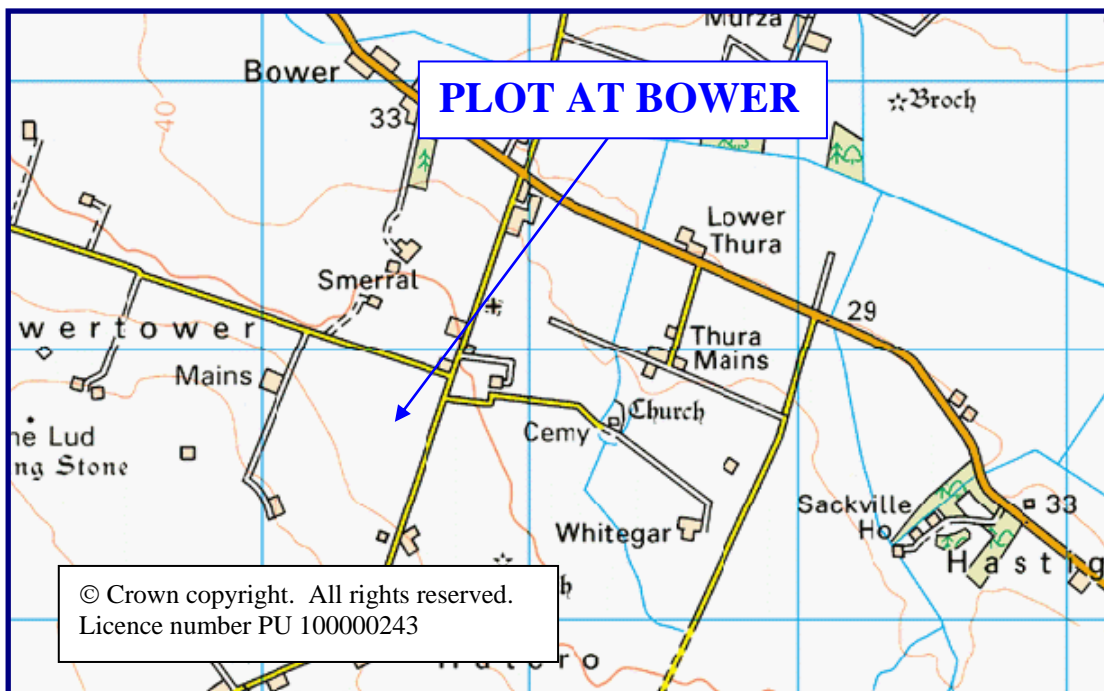 Murza
Bower
PLOT AT BOWER
Broch
40
33
Lower
Thura
Smerral
29
wertower
Thura
Mains
Mains
Church
Cemy
ng Stone
Lud
Sackville
Ho
33
Whitegar
Hastig
© Crown copyright. All rights reserved.
Licence number PU 100000243